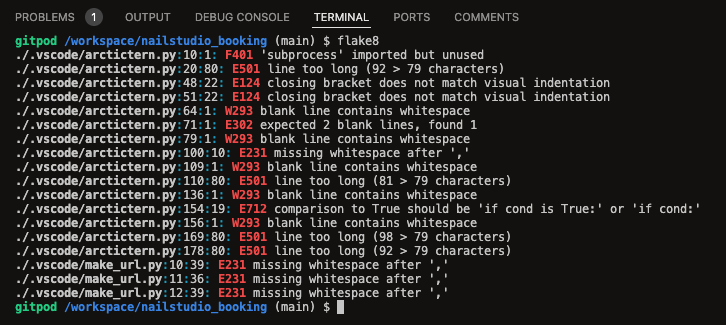 PROBLEMS 1 OUTPUT DEBUG CONSOLE TERMINAL PORTS COMMENTS
gitpod /workspace/nailstudio_booking (main) $ flake8
./.vscode/arctictern.py:10:1: F401 'subprocess' imported but unused
./.vscode/arctictern.py:20:80: E501 line too long (92 > 79 characters)
./.vscode/arctictern.py:48:22: E124 closing bracket does not match visual indentation
./.vscode/arctictern.py:51:22: E124 closing bracket does not match visual indentation
./.vscode/arctictern.py:64:1: W293 blank line contains whitespace
./.vscode/arctictern.py:71:1: E302 expected 2 blank lines, found 1
./.vscode/arctictern.py:79:1: W293 blank line contains whitespace
./.vscode/arctictern.py:100:10: E231 missing whitespace after ','
./.vscode/arctictern.py:109:1: W293 blank line contains whitespace
./.vscode/arctictern.py:110:80: E501 line too long (81 > 79 characters)
./.vscode/arctictern.py:136:1: W293 blank line contains whitespace
./.vscode/arctictern.py:154:19: E712 comparison to True should be 'if cond is True:' or 'if cond:'
./.vscode/arctictern.py:156:1: W293 blank line contains whitespace
./.vscode/arctictern.py:169:80: E501 line too long (98 > 79 characters)
./.vscode/arctictern.py:178:80: E501 line too long (92 > 79 characters)
./.vscode/make_url.py:10:39: E231 missing whitespace after ','
./.vscode/make_url.py:11:36: E231 missing whitespace after ','
./.vscode/make_url.py:12:39: E231 missing whitespace after ','
gitpod /workspace/nailstudio_booking (main) $